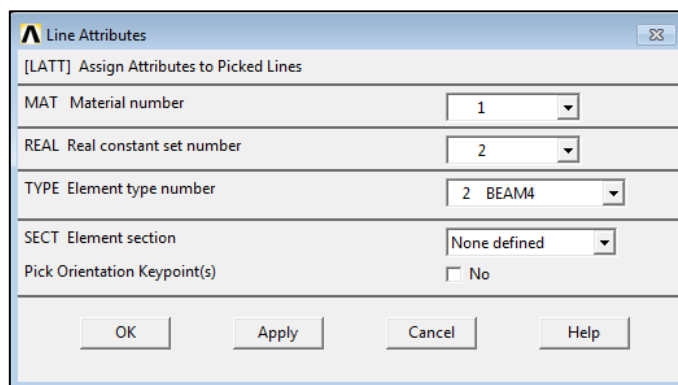 Line Attributes
[LATT] Assign Attributes to Picked Lines
MAT Material number 1
REAL Real constant set number 2
TYPE Element type number 2 BEAM4
SECT Element section None defined
Pick Orientation Keypoint(s) No
OK Apply Cancel Help